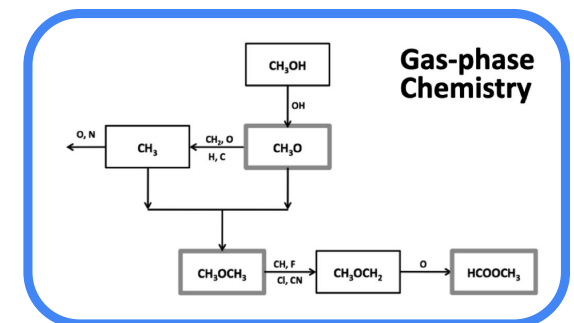 Gas-phase
Chemistry
CH₃OH
OH
O, N
CH₃
CH₂, O
H, C
CH₃O
CH₃OCH₃
CH, F
Cl, CN
CH₃OCH₂
O
HCOOCH₃